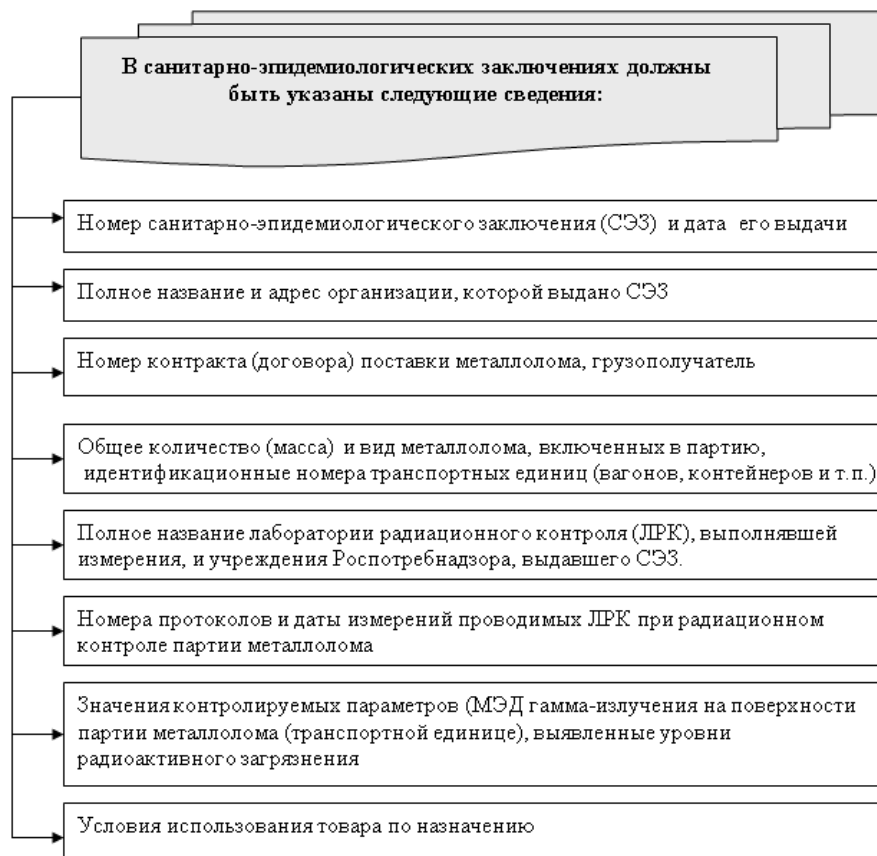 В санитарно-эпидемиологических заключениях должны
быть указаны следующие сведения:
Номер санитарно-эпидемиологического заключения (СЭЗ) и дата его выдачи
Полное название и адрес организации, которой выдано СЭЗ
Номер контракта (договора) поставки металлолома, грузополучатель
Общее количество (масса) и вид металлолома, включенных в партию,
идентификационные номера транспортных единиц (вагонов, контейнеров и т.п.)
Полное название лаборатории радиационного контроля (ЛРК), выполнявшей
измерения, и учреждения Роспотребнадзора, выдавшего СЭЗ.
Номера протоколов и даты измерений проводимых ЛРК при радиационном
контроле партии металлолома
Значения контролируемых параметров (МЭД гамма-излучения на поверхности
партии металлолома (транспортной единице), выявленные уровни
радиоактивного загрязнения
Условия использования товара по назначению